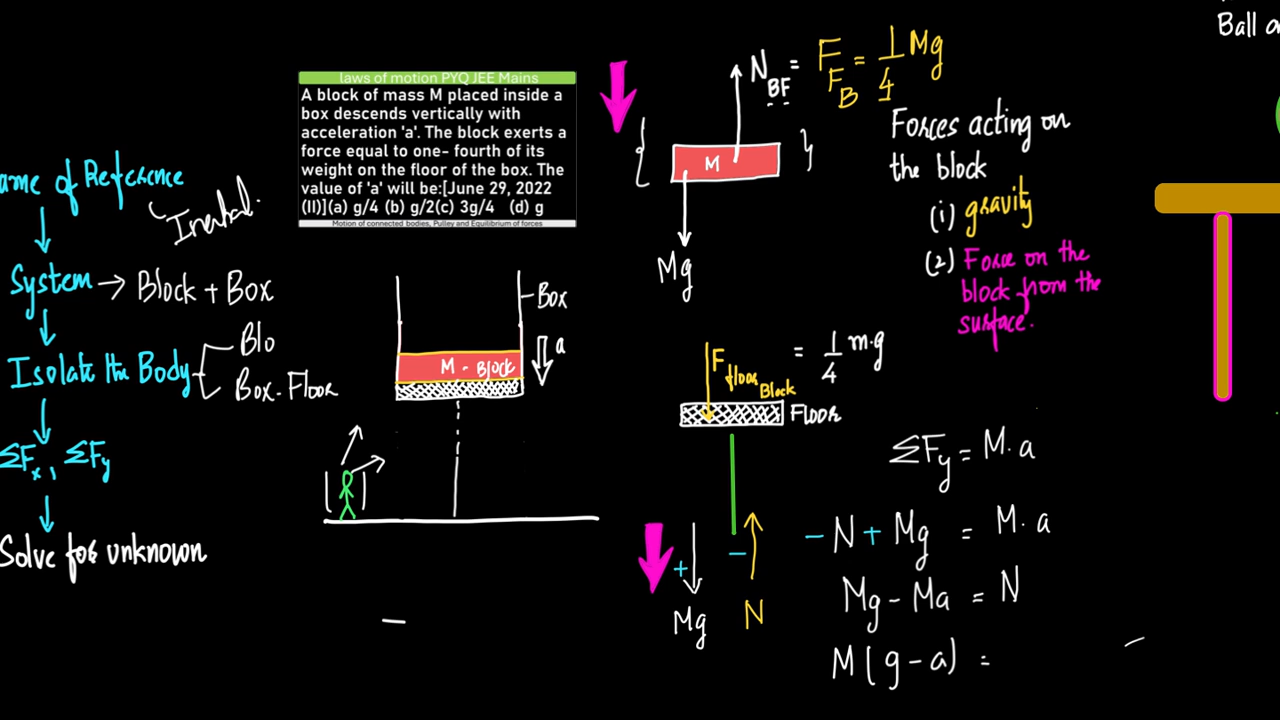 ame of Reference
Inertial.
System → Block + Box
Isolate the Body
Blo
Box-Floor
ΣFx, ΣFy
Solve for unknown
laws of motion PYQ JEE Mains
A block of mass M placed inside a
box descends vertically with
acceleration 'a'. The block exerts a
force equal to one- fourth of its
weight on the floor of the box. The
value of 'a' will be:[June 29, 2022
(II)](a) g/4 (b) g/2(c) 3g/4 (d) g
Motion of connected bodies, Pulley and Equilibrium of forces
Box
M - Block
a
N_BF = F_FB = 1/4 Mg
M
Mg
Forces acting on
the block
(i) gravity
(2) Force on the
block from the
surface.
F floor Block = 1/4 m.g
Floor
+
Mg
-
N
ΣFy = M.a
-N + Mg = M.a
Mg - Ma = N
M(g - a) =
Ball a